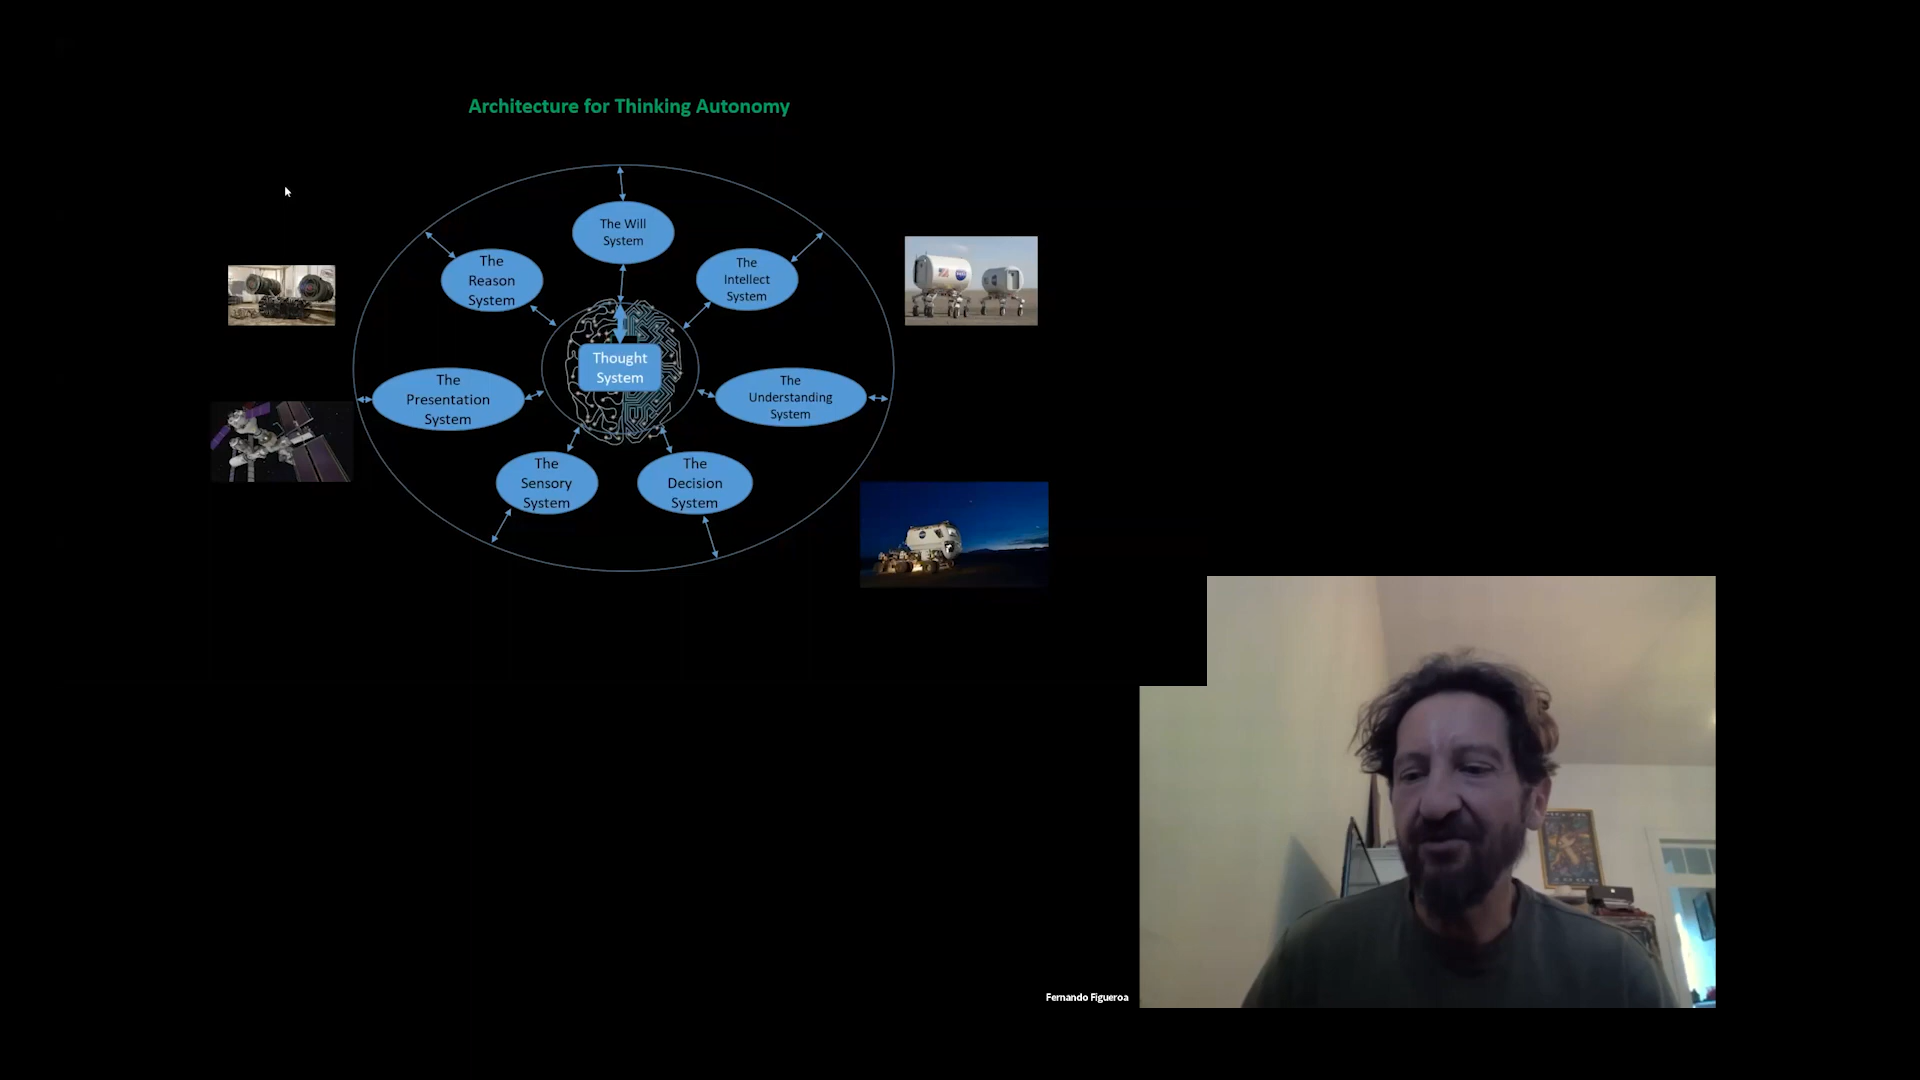 Architecture for Thinking Autonomy
The Will
System
The
Reason
System
The
Intellect
System
Thought
System
The
Presentation
System
The
Understanding
System
The
Sensory
System
The
Decision
System
Fernando Figueroa